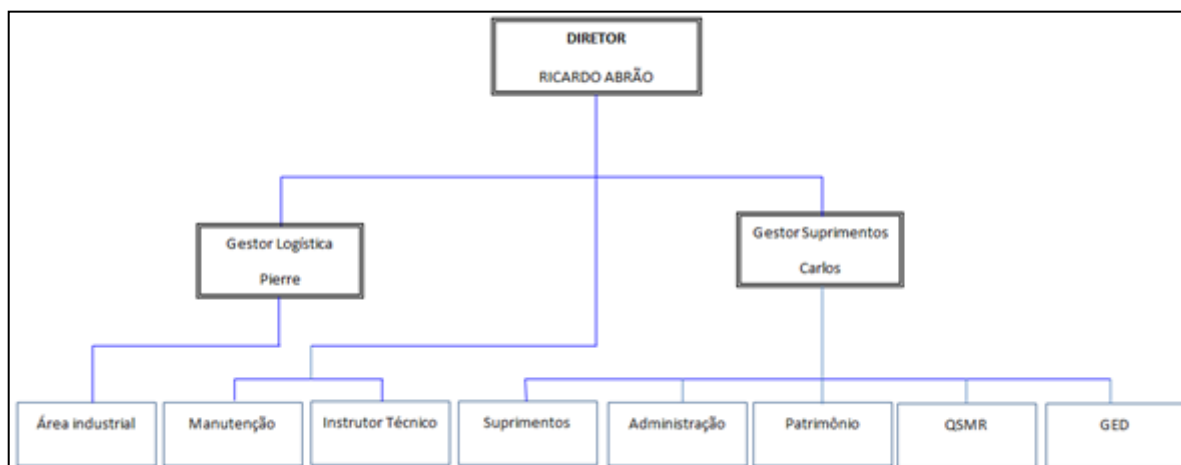 DIRETOR
RICARDO ABRÃO
Gestor Logística
Pierre
Gestor Suprimentos
Carlos
Área industrial
Manutenção
Instrutor Técnico
Suprimentos
Administração
Patrimônio
QSMR
GED